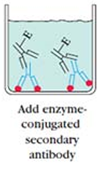 E
E
Add enzyme-
conjugated
secondary
antibody